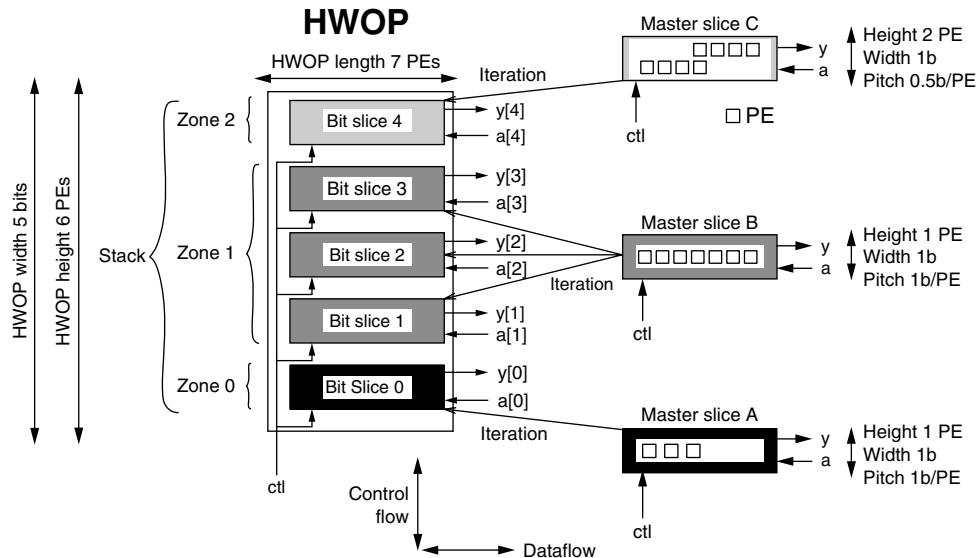 HWOP
HWOP length 7 PEs
Iteration
Master slice C
y
a
ctl
PE
Height 2 PE
Width 1b
Pitch 0.5b/PE
HWOP width 5 bits
HWOP height 6 PEs
Stack
Zone 2
Bit slice 4
y[4]
a[4]
Zone 1
Bit slice 3
y[3]
a[3]
Bit slice 2
y[2]
a[2]
Iteration
Bit slice 1
y[1]
a[1]
Master slice B
y
a
ctl
Height 1 PE
Width 1b
Pitch 1b/PE
Zone 0
Bit Slice 0
y[0]
a[0]
Iteration
Master slice A
y
a
ctl
Height 1 PE
Width 1b
Pitch 1b/PE
ctl
Control
flow
Dataflow